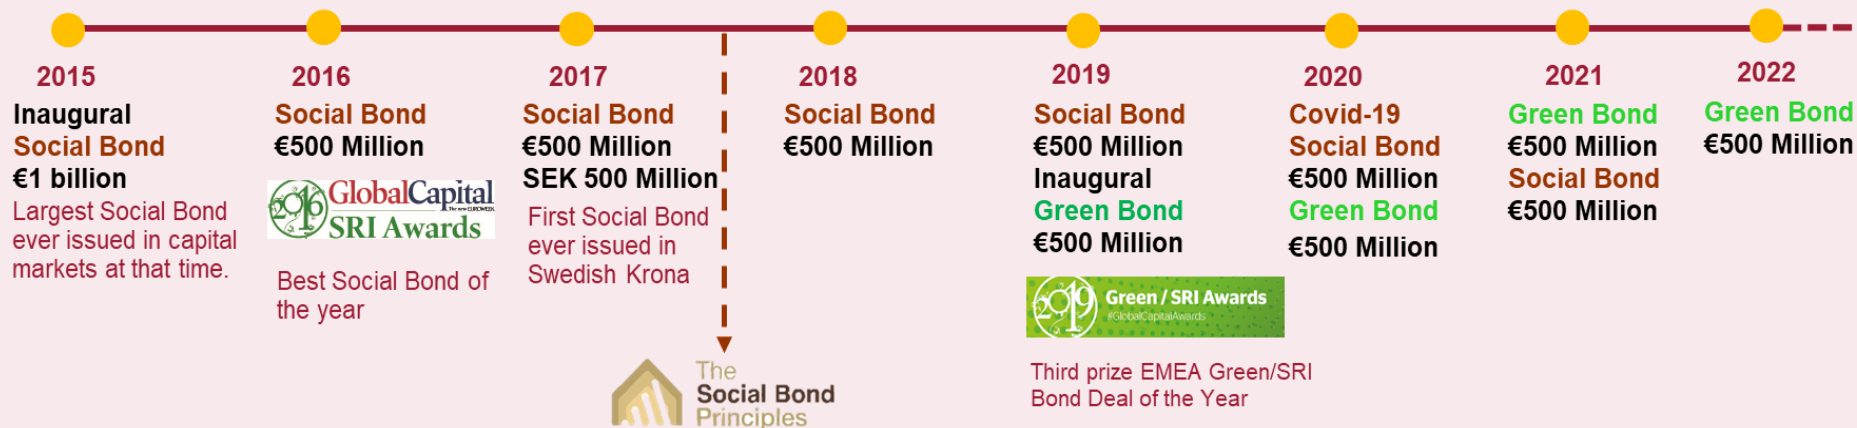 2015
Inaugural
Social Bond
€1 billion
Largest Social Bond
ever issued in capital
markets at that time.
2016
Social Bond
€500 Million
2016 GlobalCapital
SRI Awards
Best Social Bond of
the year
2017
Social Bond
€500 Million
SEK 500 Million
First Social Bond
ever issued in
Swedish Krona
The
Social Bond
Principles
2018
Social Bond
€500 Million
2019
Social Bond
€500 Million
Inaugural
Green Bond
€500 Million
2019 Green / SRI Awards
#GlobalCapitalAwards
Third prize EMEA Green/SRI
Bond Deal of the Year
2020
Covid-19
Social Bond
€500 Million
Green Bond
€500 Million
2021
Green Bond
€500 Million
Social Bond
€500 Million
2022
Green Bond
€500 Million